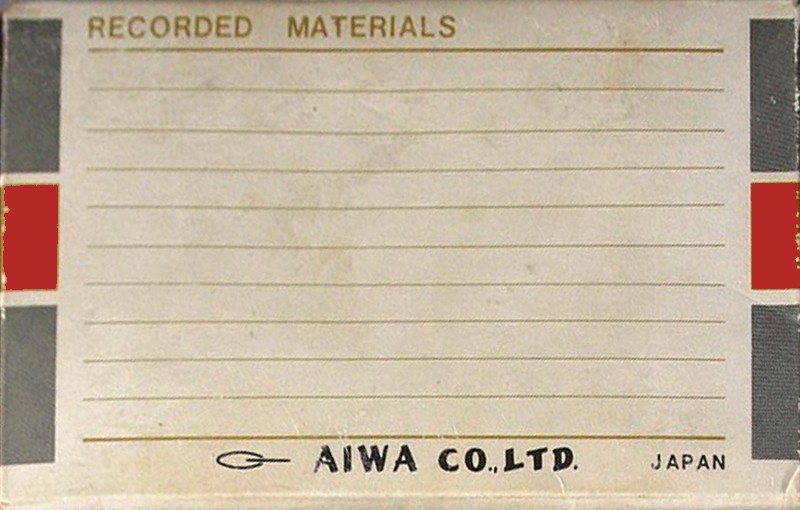 RECORDED MATERIALS
AIWA CO.,LTD. JAPAN